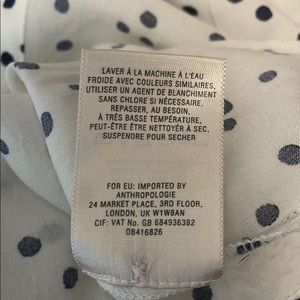 LAVER À LA MACHINE À L'EAU
FROIDE AVEC COULEURS SIMILAIRES,
UTILISER UN AGENT DE BLANCHIMENT
SANS CHLORE SI NÉCESSAIRE.
REPASSER, AU BESOIN,
À TRÈS BASSE TEMPÉRATURE,
PEUT-ÊTRE ÊTRE NETTOYÉR À SEC.
SUSPENDRE POUR SECHER
FOR EU: IMPORTED BY
ANTHROPOLOGIE
24 MARKET PLACE, 3RD FLOOR,
LONDON, UK W1W8AN
CIF: VAT No. GB 684936382
DB416826